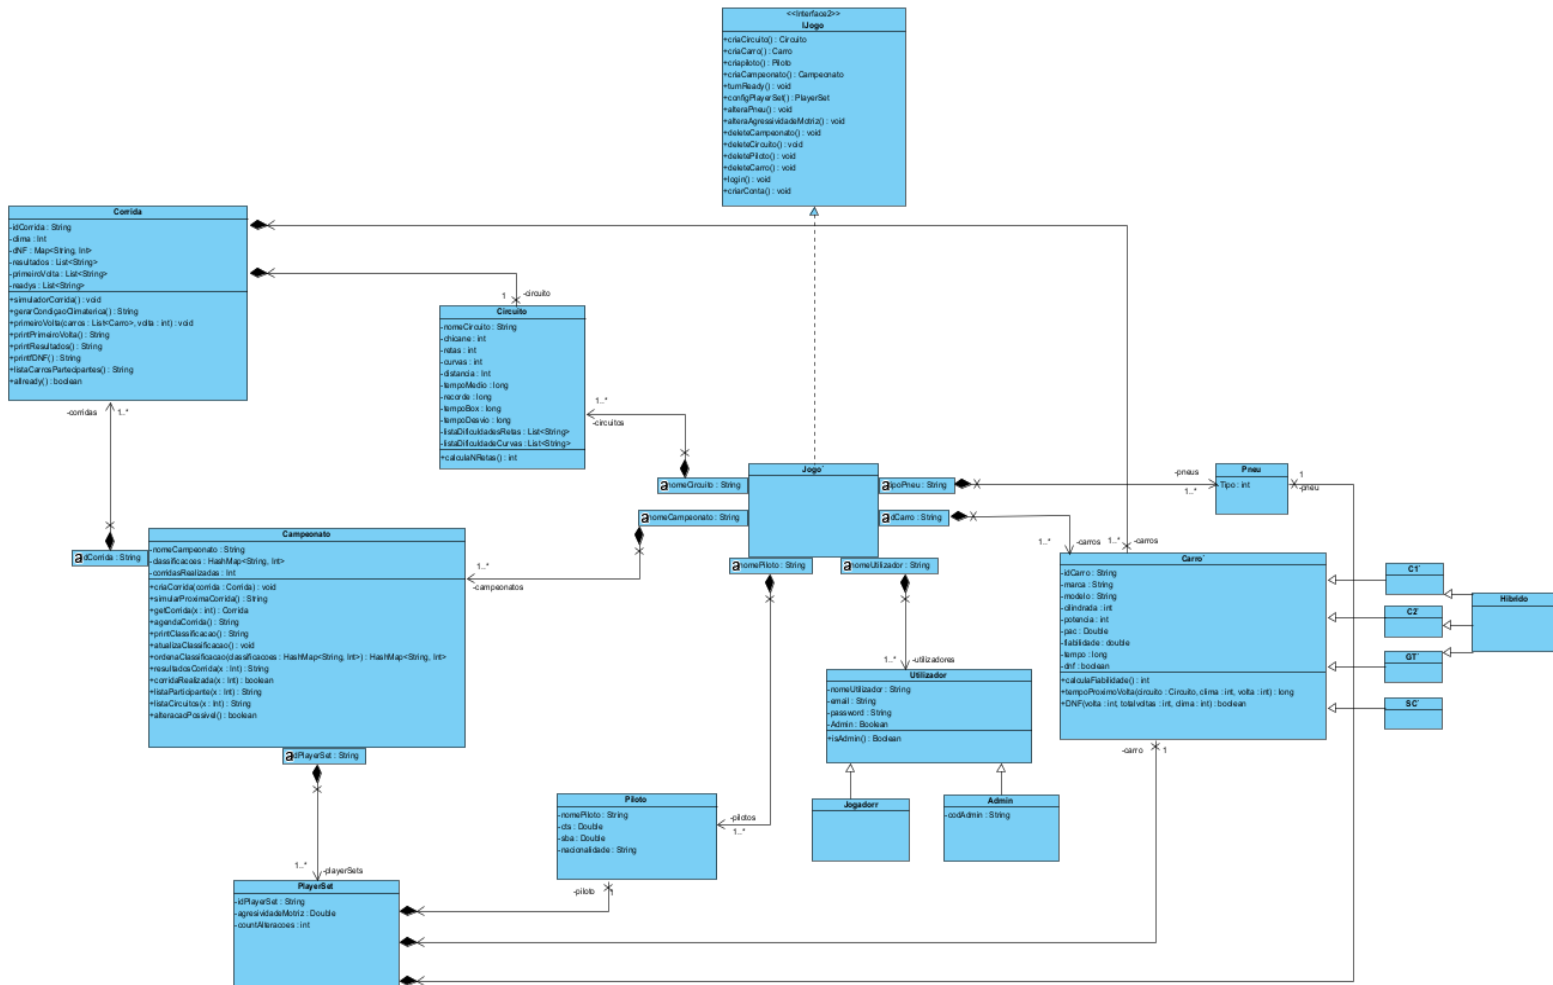 <<Interface2>>
IJogo
+criaCircuito() : Circuito
+criaCarro() : Carro
+criapiloto() : Piloto
+criaCampeonato() : Campeonato
+turnReady() : void
+configPlayerSet() : PlayerSet
+alteraPneu() : void
+alteraAgressividadeMotriz() : void
+deleteCampeonato() : void
+deleteCircuito() : void
+deletePiloto() : void
+deleteCarro() : void
+login() : void
+criarConta() : void
Corrida
-idCorrida : String
-clima : Int
-dNF : Map<String, Int>
-resultados : List<String>
-primeiroVolta : List<String>
-readys : List<String>
+simuladorCorrida() : void
+gerarCondiçaoClimaterica() : String
+primeiroVolta(carros : List<Carro>, volta : int) : void
+printPrimeiroVolta() : String
+printResultados() : String
+printfDNF() : String
+listaCarrosPartecipantes() : String
+allready() : boolean
-corridas
1..*
1
-circuito
Circuito
-nomeCircuito : String
-chicane : int
-retas : int
-curvas : int
-distancia : Int
-tempoMedio : long
-recorde : long
-tempoBox : long
-tempoDesvio : long
-listaDificuldadesRetas : List<String>
-listaDificuldadeCurvas : List<String>
+calculaNRetas() : int
1..*
-circuitos
Jogo´
nomeCircuito : String
nomeCampeonato : String
nomePiloto : String
nomeUtilizador : String
tipoPneu : String
idCarro : String
-pneus
1..*
Pneu
-Tipo : int
1
-pneu
1..*
-carros
1..*
-carros
Campeonato
-nomeCampeonato : String
-classificacoes : HashMap<String, Int>
-corridasRealizadas : Int
+criaCorrida(corrida : Corrida) : void
+simularProximaCorrida() : String
+getCorrida(x : int) : Corrida
+agendaCorrida() : String
+printClassificacao() : String
+atualizaClassificacao() : void
+ordenaClassificacao(classificacoes : HashMap<String, Int>) : HashMap<String, Int>
+resultadosCorrida(x : Int) : String
+corridaRealizada(x : Int) : boolean
+listaParticipante(x : Int) : String
+listaCircuitos(x : Int) : String
+alteracaoPossivel() : boolean
idCorrida : String
idPlayerSet : String
1..*
-campeonatos
Carro´
-idCarro : String
-marca : String
-modelo : String
-cilindrada : int
-potencia : int
-pac : Double
-fiabilidade : double
-tempo : long
-dnf : boolean
+calculaFiabilidade() : int
+tempoProximoVolta(circuito : Circuito, clima : int, volta : int) : long
+DNF(volta : int, totalvoltas : int, clima : int) : boolean
C1´
C2´
GT´
SC´
Hibrido
-carro
1
1..*
-utilizadores
Utilizador
-nomeUtilizador : String
-email : String
-password : String
-Admin : Boolean
+isAdmin() : Boolean
Jogadorr
Admin
-codAdmin : String
Piloto
-nomePiloto : String
-cts : Double
-sba : Double
-nacionalidade : String
-pilotos
1..*
-piloto
1
1..*
-playerSets
PlayerSet
-idPlayerSet : String
-agresividadeMotriz : Double
-countAlteracoes : int